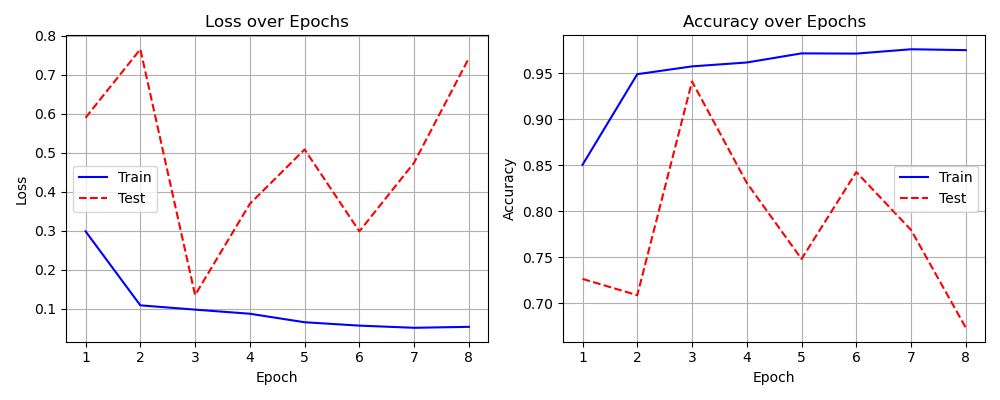 Loss over Epochs
0.8
0.7
0.6
0.5
0.4
0.3
0.2
0.1
Loss
Train
Test
1 2 3 4 5 6 7 8
Epoch
Accuracy over Epochs
0.95
0.90
0.85
0.80
0.75
0.70
Accuracy
Train
Test
1 2 3 4 5 6 7 8
Epoch